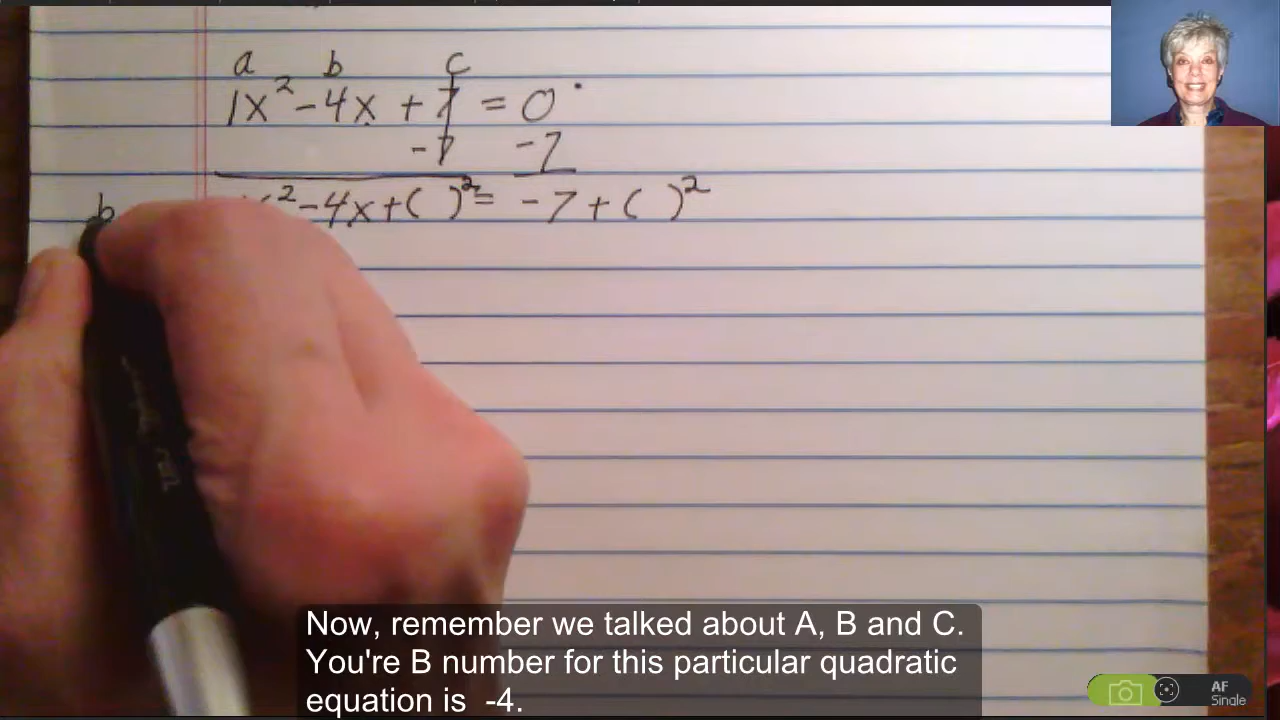 a b c
1x² - 4x + 7 = 0
-7 -7
x² - 4x + ( )² = -7 + ( )²
b
Now, remember we talked about A, B and C.
You're B number for this particular quadratic
equation is -4.
AF
Single